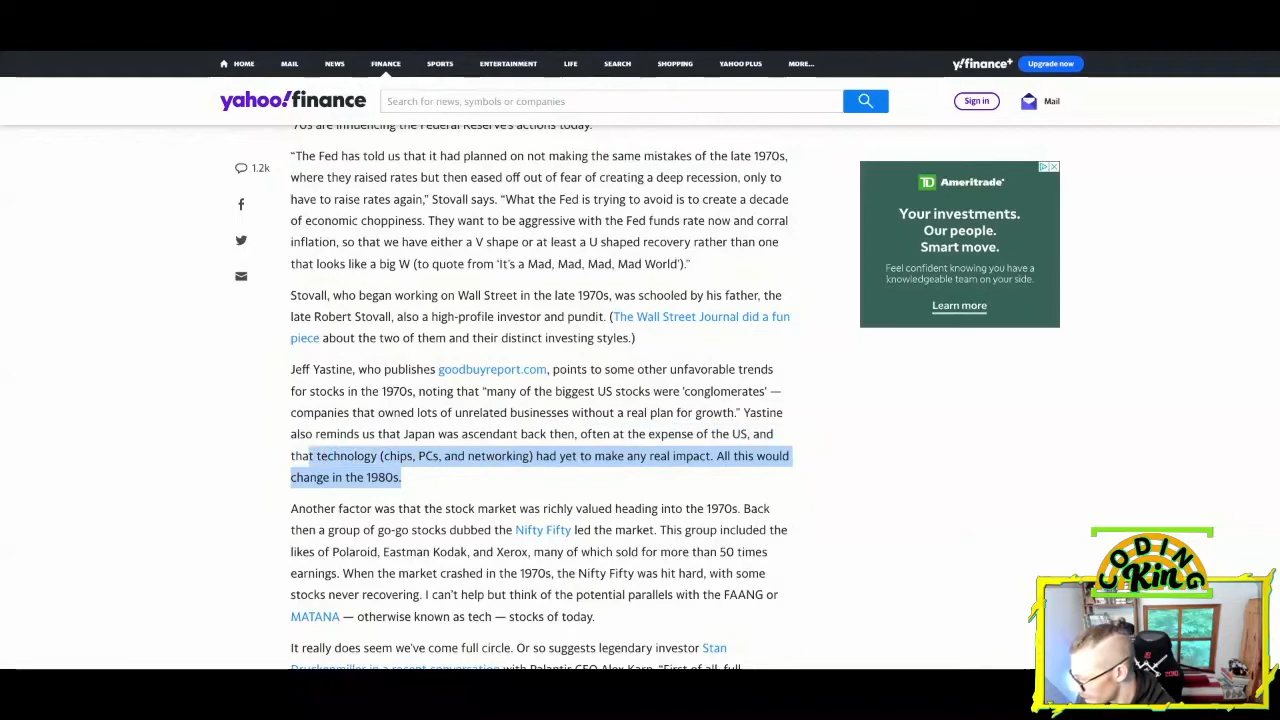 HOME MAIL NEWS FINANCE SPORTS ENTERTAINMENT LIFE SEARCH SHOPPING YAHOO PLUS MORE...
y!finance+ Upgrade now
yahoo!finance
Search for news, symbols or companies
Sign in
Mail
'70s are influencing the Federal Reserve's actions today.
1.2k
“The Fed has told us that it had planned on not making the same mistakes of the late 1970s,
where they raised rates but then eased off out of fear of creating a deep recession, only to
have to raise rates again,” Stovall says. “What the Fed is trying to avoid is to create a decade
of economic choppiness. They want to be aggressive with the Fed funds rate now and corral
inflation, so that we have either a V shape or at least a U shaped recovery rather than one
that looks like a big W (to quote from ‘It's a Mad, Mad, Mad, Mad World’).”
Stovall, who began working on Wall Street in the late 1970s, was schooled by his father, the
late Robert Stovall, also a high-profile investor and pundit. (The Wall Street Journal did a fun
piece about the two of them and their distinct investing styles.)
Jeff Yastine, who publishes goodbuyreport.com, points to some other unfavorable trends
for stocks in the 1970s, noting that “many of the biggest US stocks were 'conglomerates' —
companies that owned lots of unrelated businesses without a real plan for growth.” Yastine
also reminds us that Japan was ascendant back then, often at the expense of the US, and
that technology (chips, PCs, and networking) had yet to make any real impact. All this would
change in the 1980s.
Another factor was that the stock market was richly valued heading into the 1970s. Back
then a group of go-go stocks dubbed the Nifty Fifty led the market. This group included the
likes of Polaroid, Eastman Kodak, and Xerox, many of which sold for more than 50 times
earnings. When the market crashed in the 1970s, the Nifty Fifty was hit hard, with some
stocks never recovering. I can't help but think of the potential parallels with the FAANG or
MATANA — otherwise known as tech — stocks of today.
It really does seem we've come full circle. Or so suggests legendary investor Stan
Druckenmiller in a recent conversation with Palantir CEO Alex Karp. “First of all, full
TD Ameritrade
Your investments.
Our people.
Smart move.
Feel confident knowing you have a
knowledgeable team on your side.
Learn more
CODING
KinG